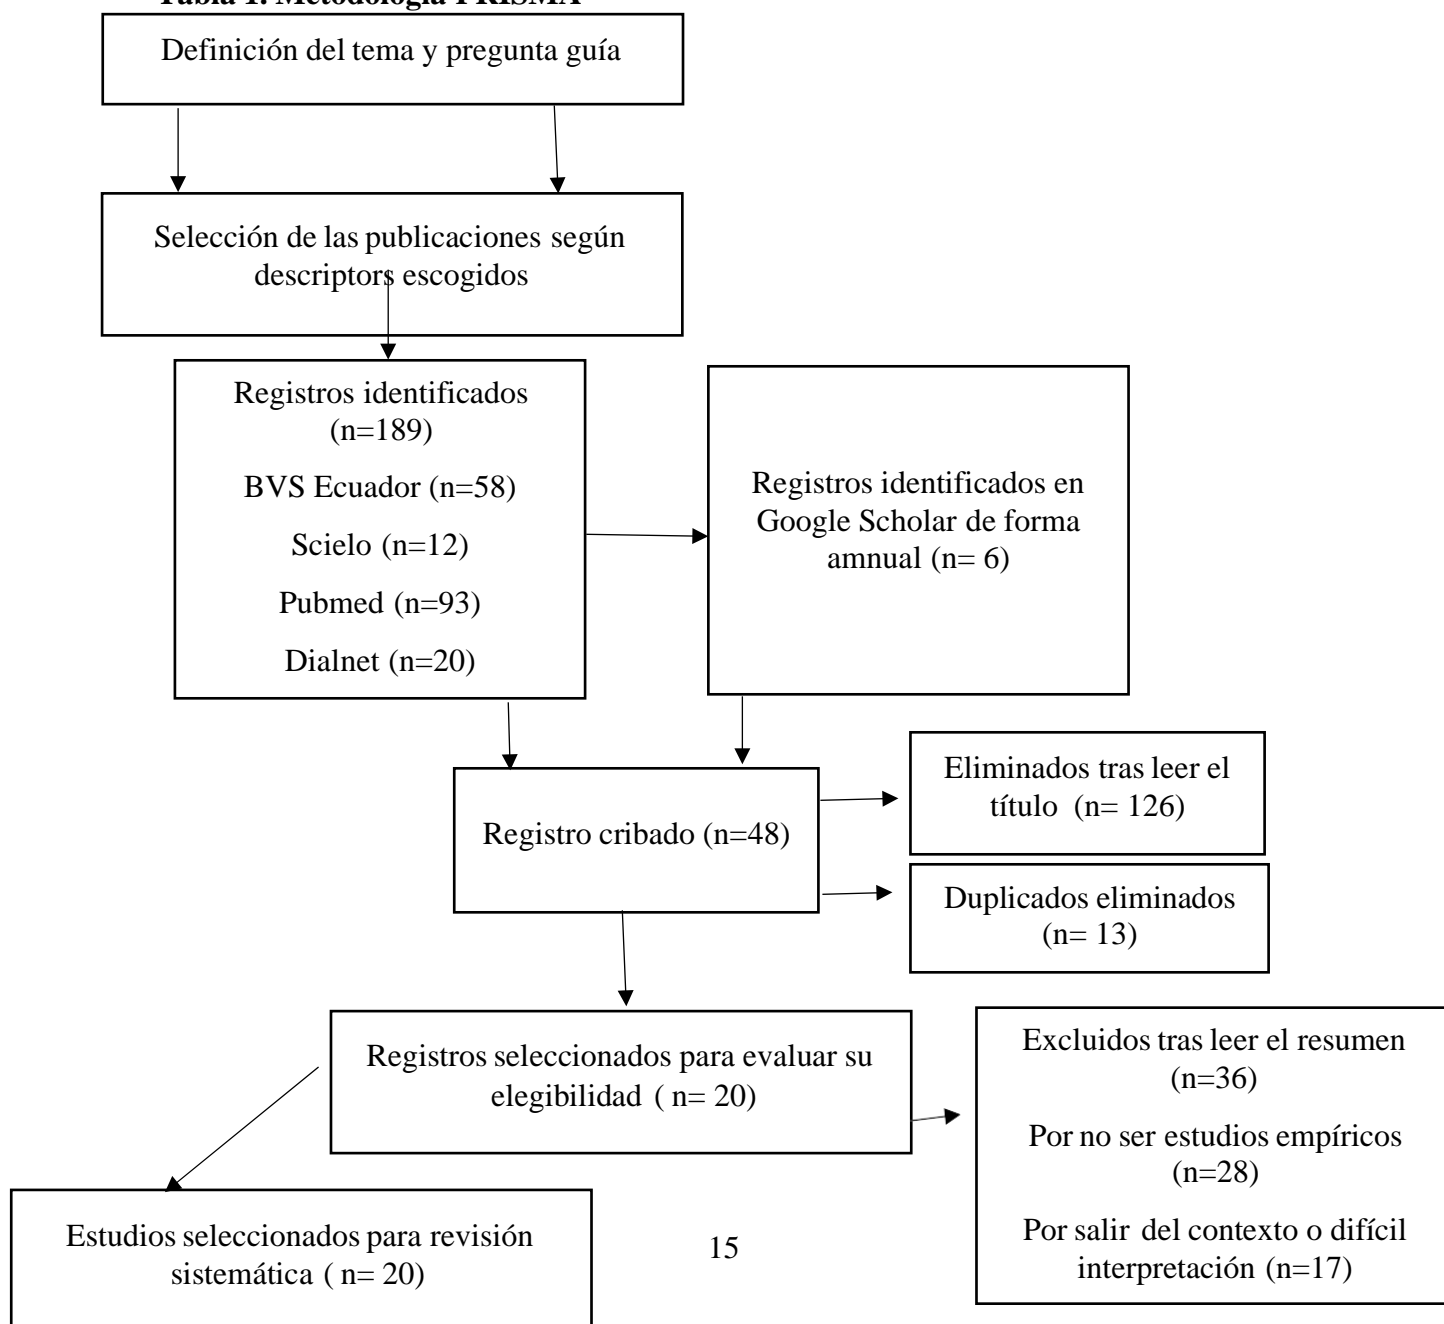 Tabla 1. Metodología PRISMA
Definición del tema y pregunta guía
Selección de las publicaciones según
descriptors escogidos
Registros identificados
(n=189)
BVS Ecuador (n=58)
Scielo (n=12)
Pubmed (n=93)
Dialnet (n=20)
Registros identificados en
Google Scholar de forma
amnual (n= 6)
Registro cribado (n=48)
Eliminados tras leer el
título (n= 126)
Duplicados eliminados
(n= 13)
Registros seleccionados para evaluar su
elegibilidad ( n= 20)
Excluidos tras leer el resumen
(n=36)
Por no ser estudios empíricos
(n=28)
Por salir del contexto o difícil
interpretación (n=17)
Estudios seleccionados para revisión
sistemática ( n= 20)
15